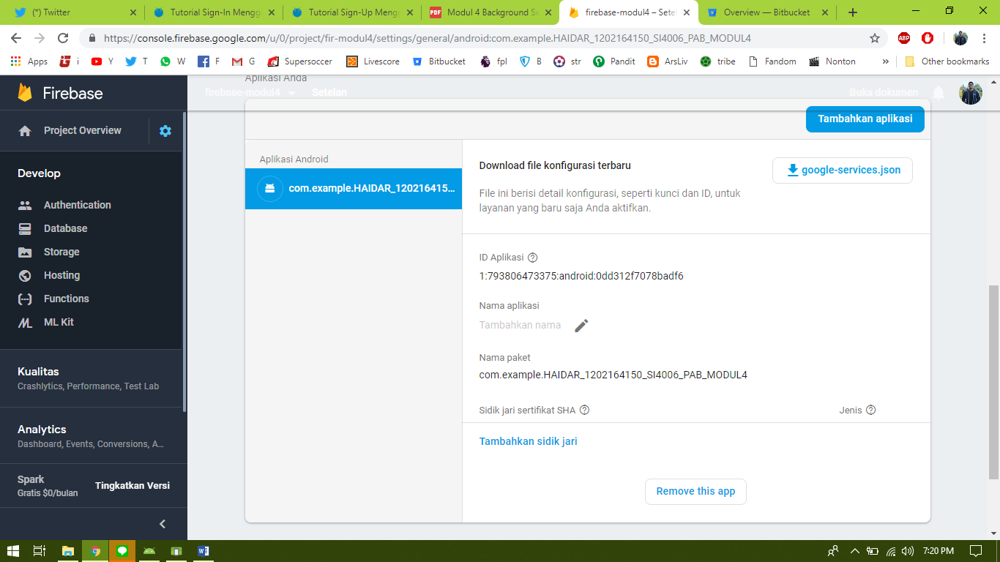 (*) Twitter
Tutorial Sign-In Mengg
Tutorial Sign-Up Mengg
PDF Modul 4 Background Se
firebase-modul4 – Sete
Overview — Bitbucket
https://console.firebase.google.com/u/0/project/fir-modul4/settings/general/android:com.example.HAIDAR_1202164150_SI4006_PAB_MODUL4
ABP
Apps i Y T W F G Supersoccer Livescore Bitbucket fpl B str Pandit ArsLiv tribe Fandom Nonton » Other bookmarks
Firebase
Project Overview
Develop
Authentication
Database
Storage
Hosting
Functions
ML Kit
Kualitas
Crashlytics, Performance, Test Lab
Analytics
Dashboard, Events, Conversions, A...
Spark
Gratis $0/bulan
Tingkatkan Versi
Aplikasi Anda
firebase-modul4 Setelan Buka dokumen
Tambahkan aplikasi
Aplikasi Android
com.example.HAIDAR_120216415...
Download file konfigurasi terbaru
google-services.json
File ini berisi detail konfigurasi, seperti kunci dan ID, untuk
layanan yang baru saja Anda aktifkan.
ID Aplikasi
1:793806473375:android:0dd312f7078badf6
Nama aplikasi
Tambahkan nama
Nama paket
com.example.HAIDAR_1202164150_SI4006_PAB_MODUL4
Sidik jari sertifikat SHA
Jenis
Tambahkan sidik jari
Remove this app
7:20 PM